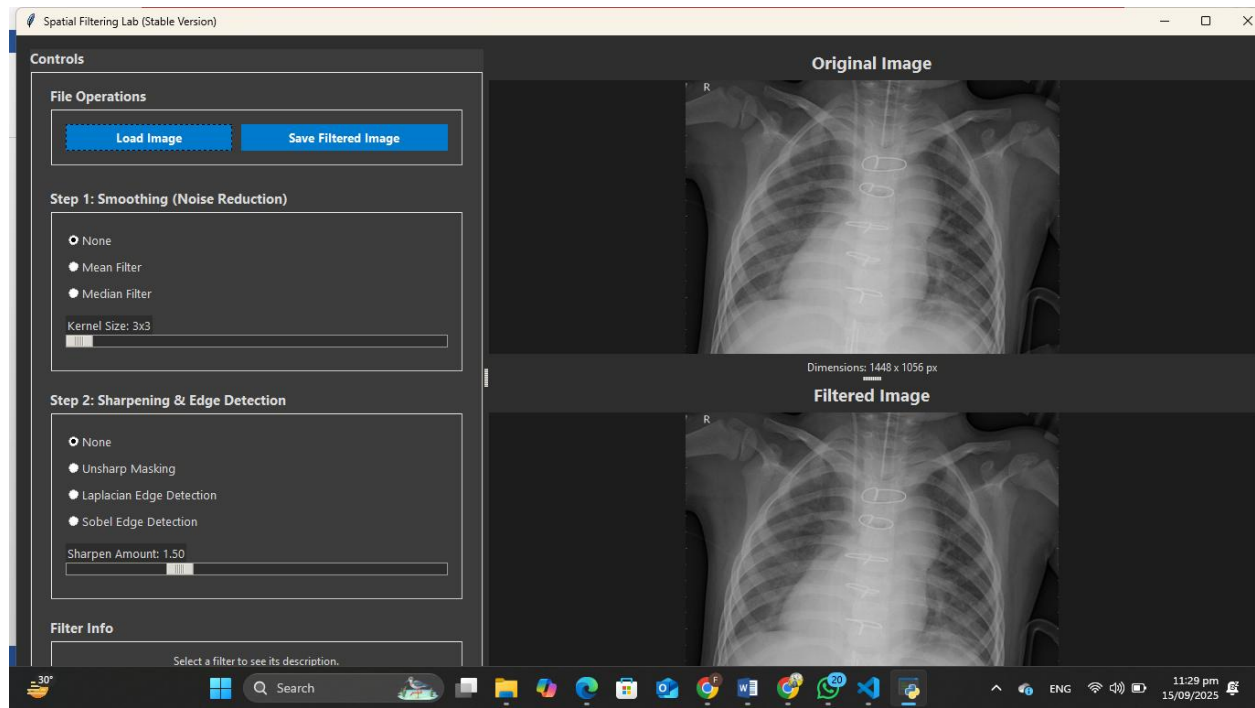 Spatial Filtering Lab (Stable Version)
Controls
File Operations
Load Image
Save Filtered Image
Step 1: Smoothing (Noise Reduction)
None
Mean Filter
Median Filter
Kernel Size: 3x3
Step 2: Sharpening & Edge Detection
None
Unsharp Masking
Laplacian Edge Detection
Sobel Edge Detection
Sharpen Amount: 1.50
Filter Info
Select a filter to see its description.
Original Image
R
Dimensions: 1448 x 1056 px
Filtered Image
R
30°
Search
F
20
ENG
11:29 pm
15/09/2025